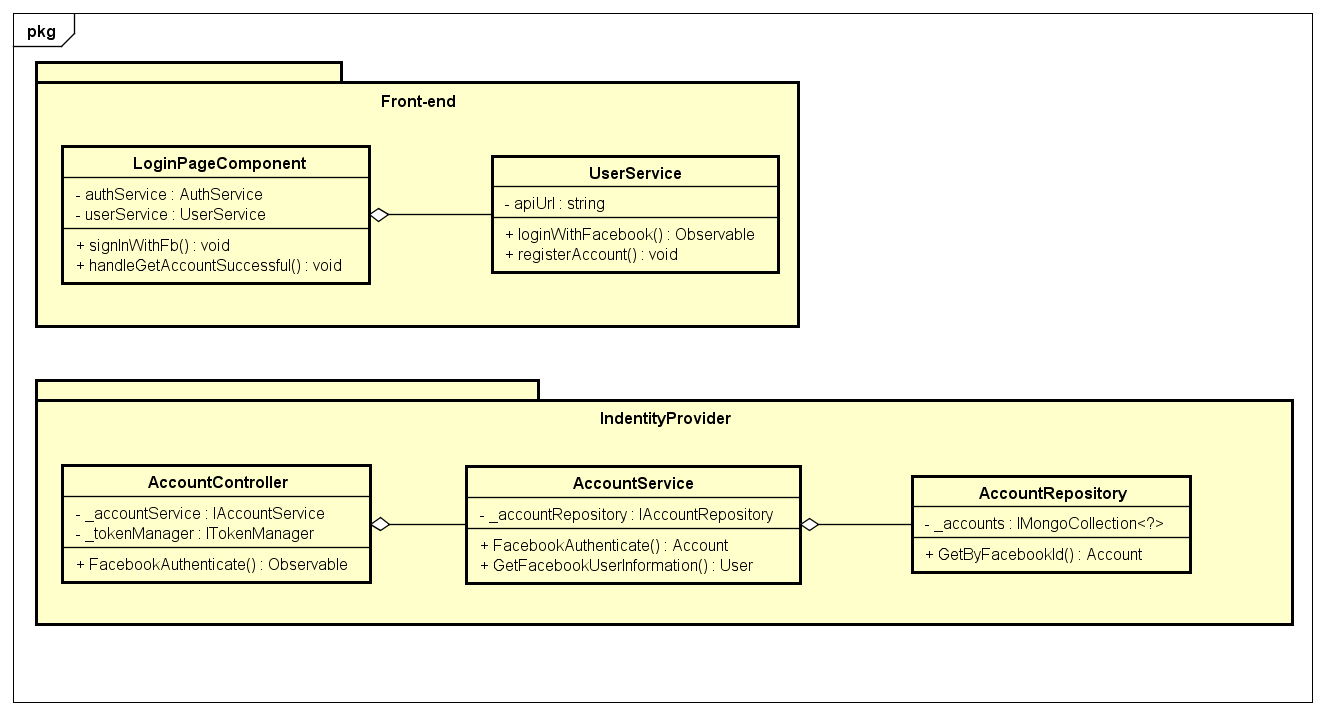 pkg
Front-end
LoginPageComponent
- authService : AuthService
- userService : UserService
+ signInWithFb() : void
+ handleGetAccountSuccessful() : void
UserService
- apiUrl : string
+ loginWithFacebook() : Observable
+ registerAccount() : void
IndentityProvider
AccountController
- _accountService : IAccountService
- _tokenManager : ITokenManager
+ FacebookAuthenticate() : Observable
AccountService
- _accountRepository : IAccountRepository
+ FacebookAuthenticate() : Account
+ GetFacebookUserInformation() : User
AccountRepository
- _accounts : IMongoCollection<?>
+ GetByFacebookId() : Account